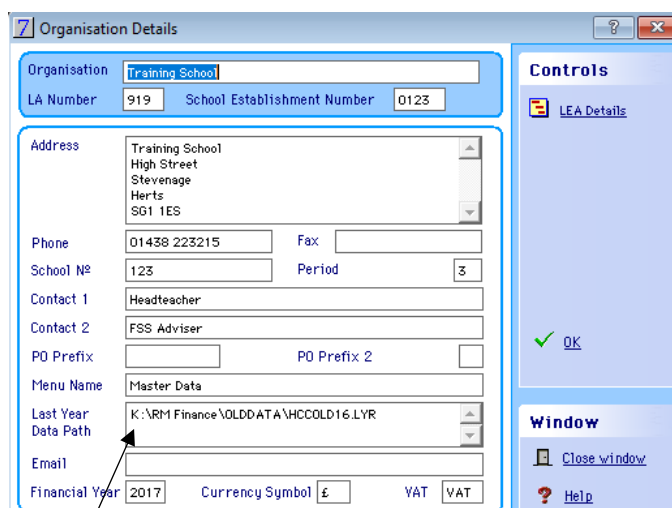 7 Organisation Details ?
Organisation Training School
LA Number 919 School Establishment Number 0123
Address Training School
High Street
Stevenage
Herts
SG1 1ES
Phone 01438 223215 Fax
School Nº 123 Period 3
Contact 1 Headteacher
Contact 2 FSS Adviser
PO Prefix PO Prefix 2
Menu Name Master Data
Last Year K:\RM Finance\OLDDATA\HCCOLD16.LYR
Data Path
Email
Financial Year 2017 Currency Symbol £ VAT VAT
Controls
LEA Details
OK
Window
Close window
? Help